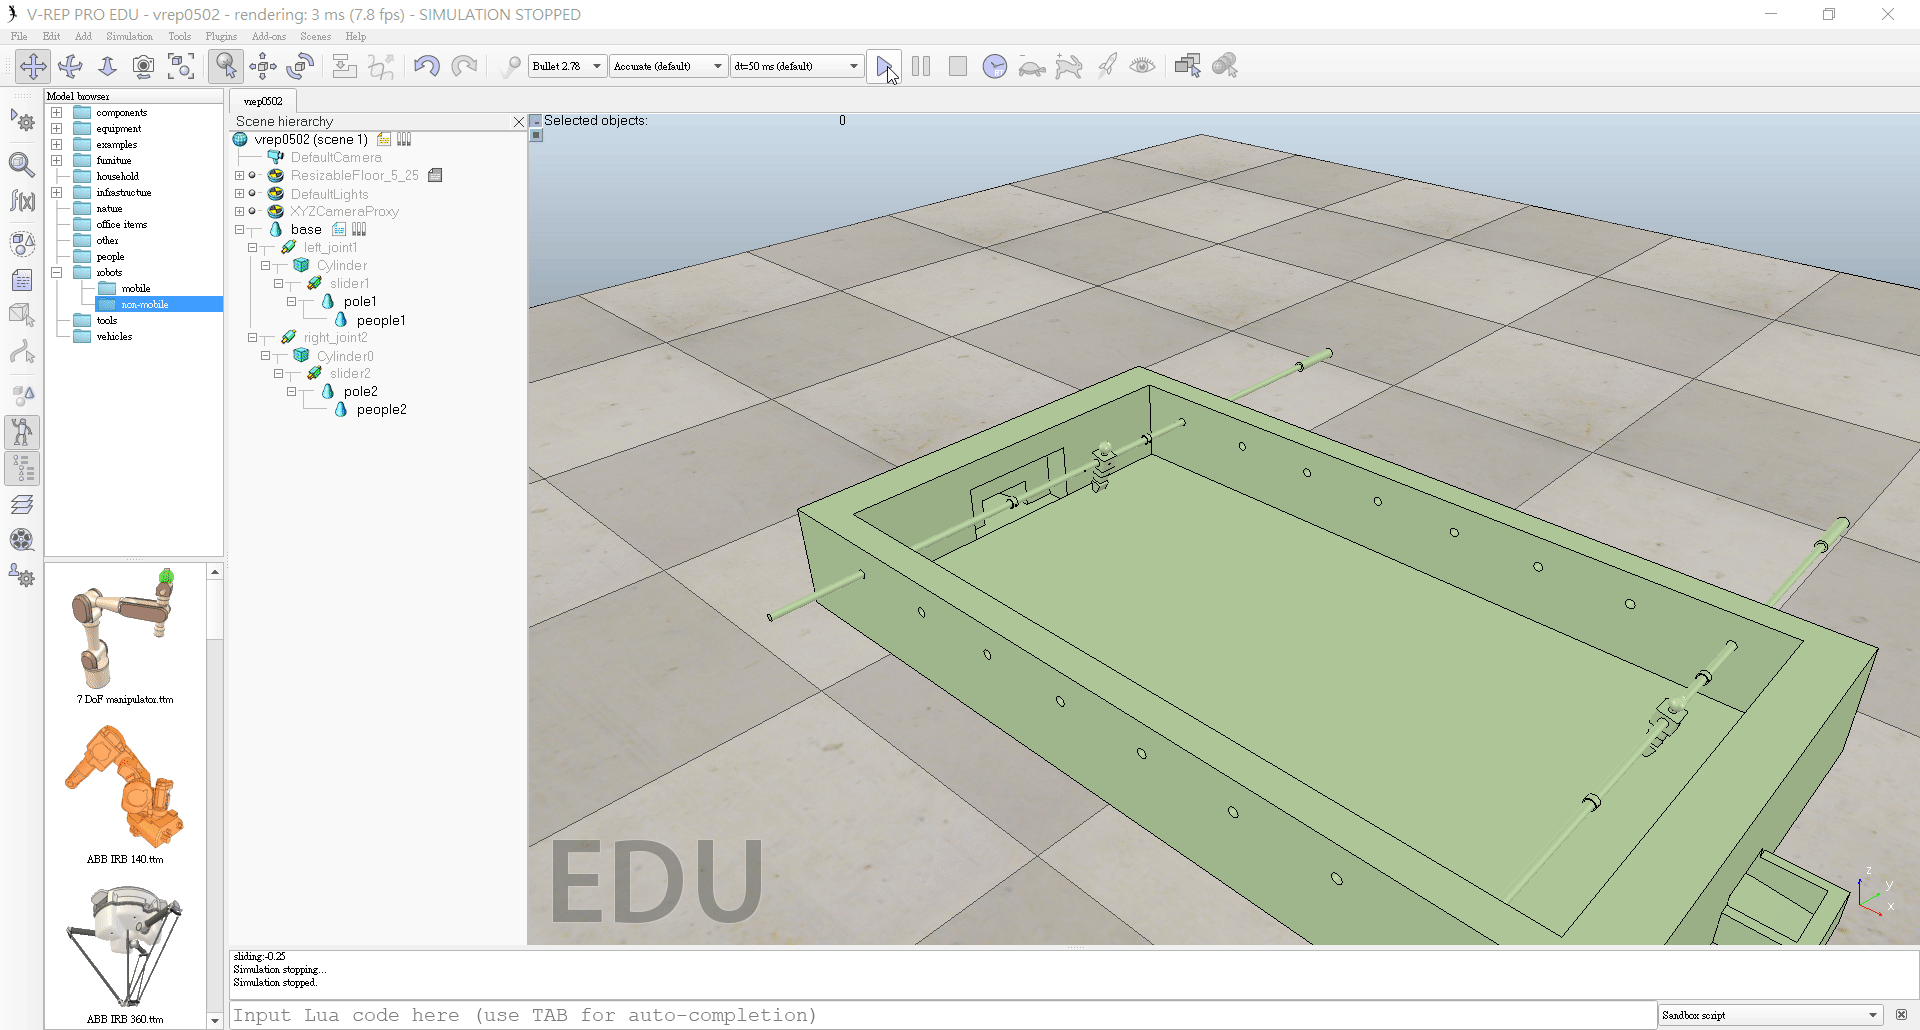 V-REP PRO EDU - vrep0502 - rendering: 3 ms (7.8 fps) - SIMULATION STOPPED
File Edit Add Simulation Tools Plugins Add-ons Scenes Help
Bullet 2.78 Accurate (default) dt=50 ms (default)
Model browser
components
equipment
examples
furniture
household
infrastructure
nature
office items
other
people
robots
mobile
non-mobile
tools
vehicles
7 DoF manipulator.ttm
ABB IRB 140.ttm
ABB IRB 360.ttm
vrep0502
Scene hierarchy
vrep0502 (scene 1)
DefaultCamera
ResizableFloor_5_25
DefaultLights
XYZCameraProxy
base
left_joint1
Cylinder
slider1
pole1
people1
right_joint2
Cylinder0
slider2
pole2
people2
Selected objects: 0
f(x)
EDU
z
y
x
sliding:-0.25
Simulation stopping...
Simulation stopped.
Input Lua code here (use TAB for auto-completion)
Sandbox script